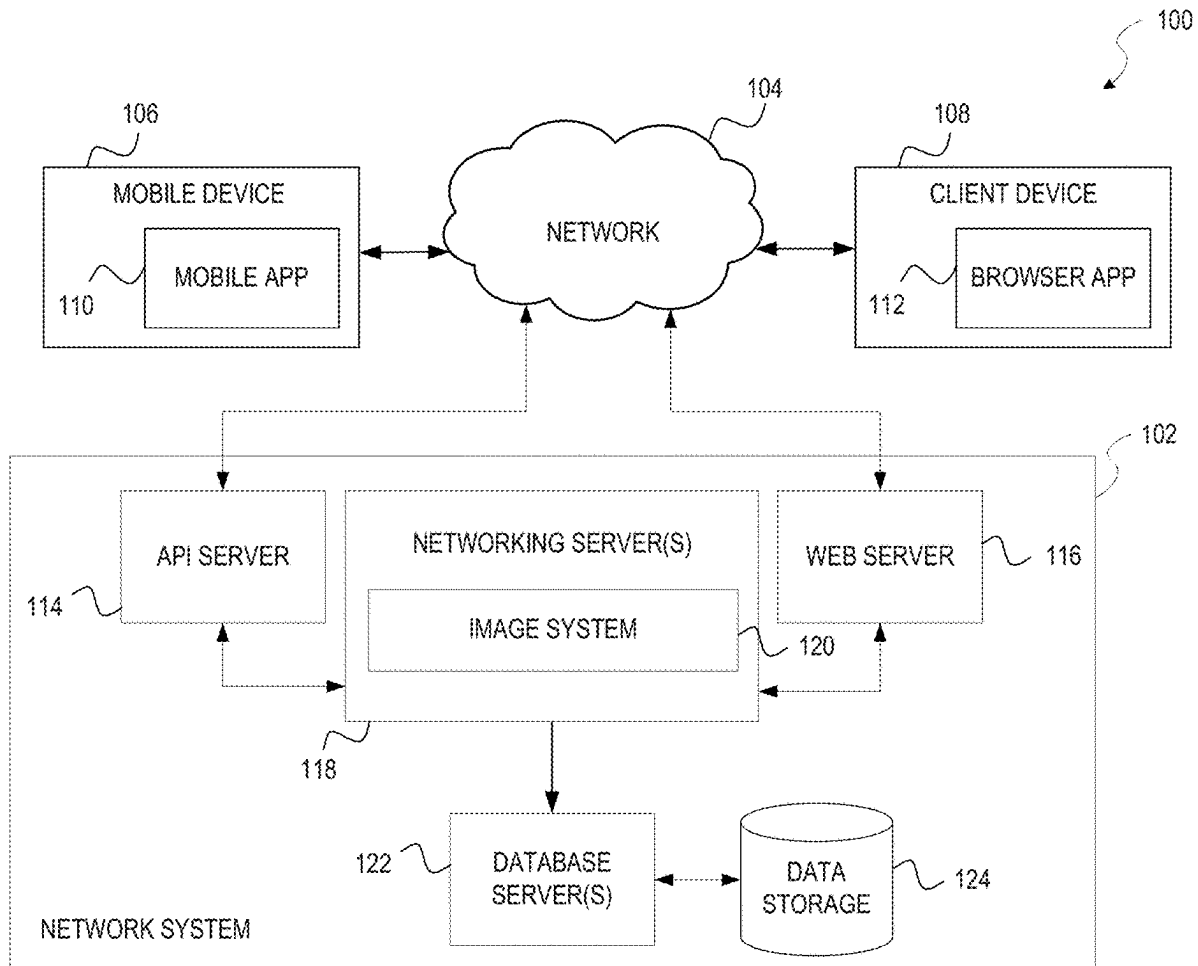 100
106
104
108
MOBILE DEVICE
CLIENT DEVICE
NETWORK
110
MOBILE APP
112
BROWSER APP
102
API SERVER
NETWORKING SERVER(S)
WEB SERVER
116
114
IMAGE SYSTEM
120
118
122
DATABASE
SERVER(S)
DATA
STORAGE
124
NETWORK SYSTEM